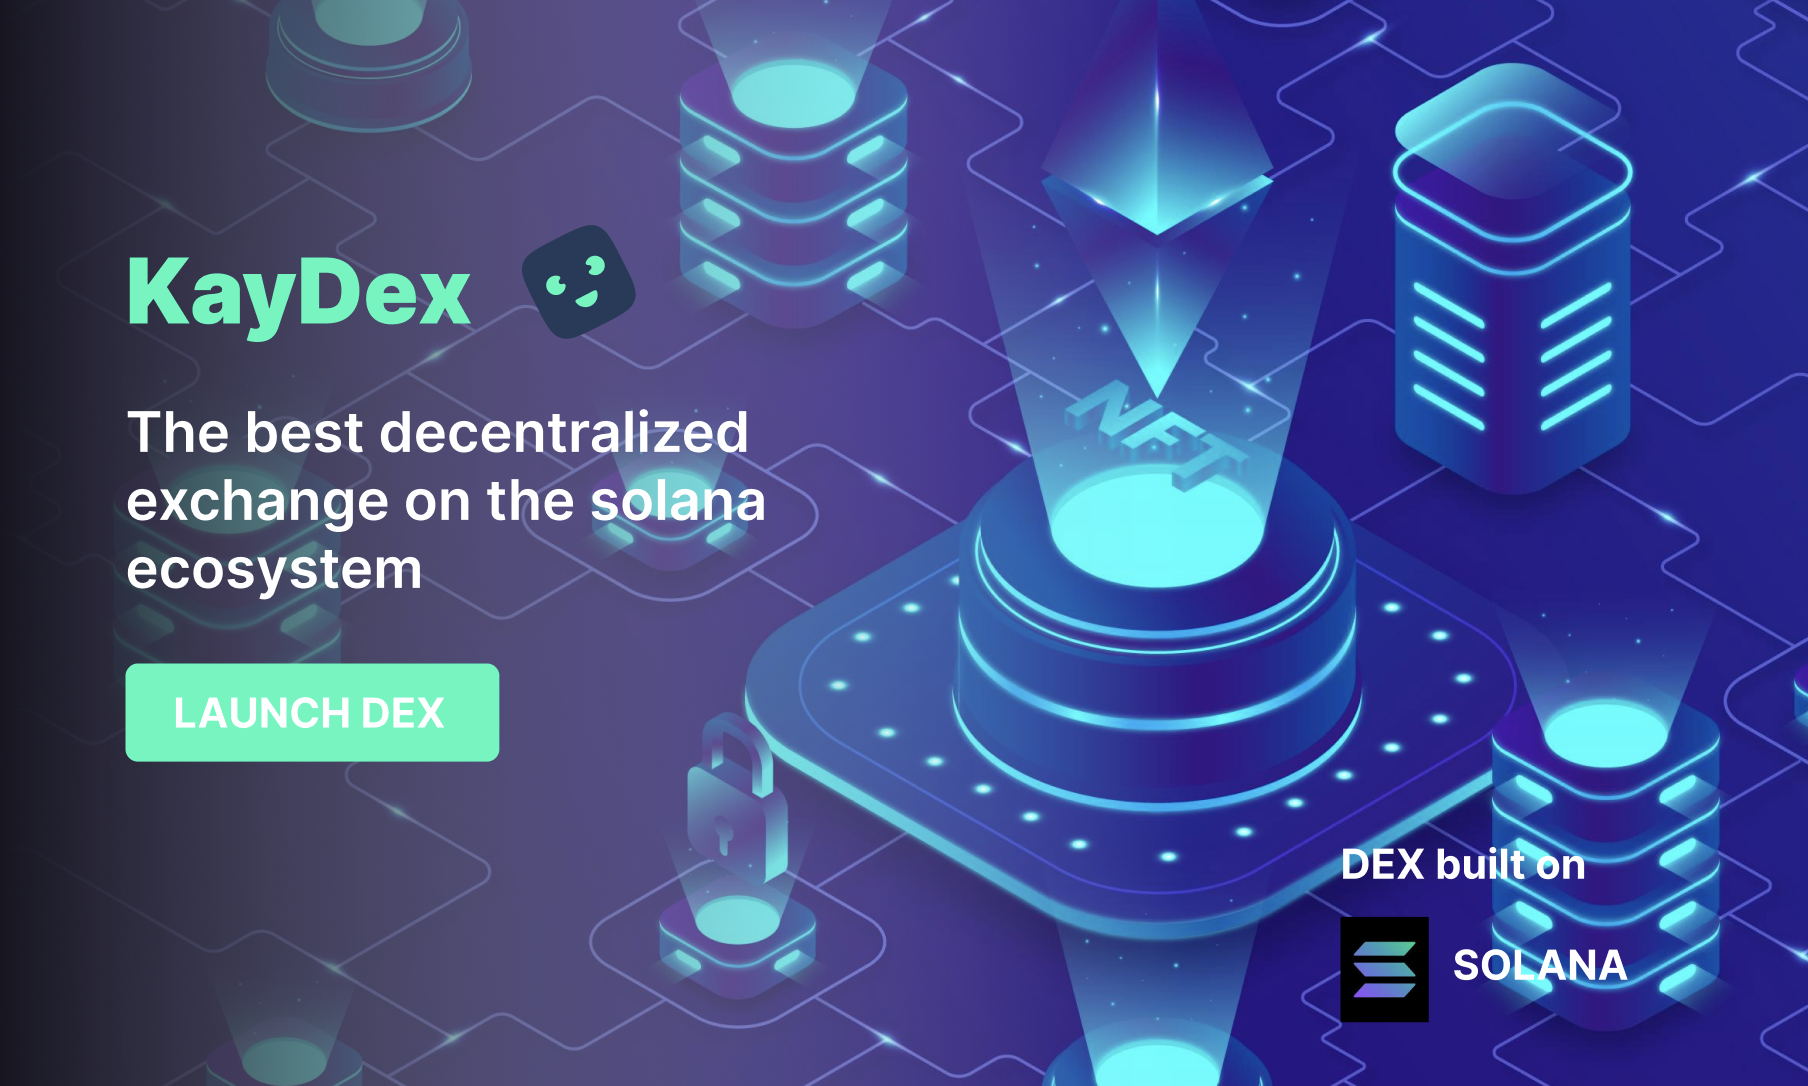 KayDex
The best decentralized
exchange on the solana
ecosystem
LAUNCH DEX
NFT
DEX built on
SOLANA